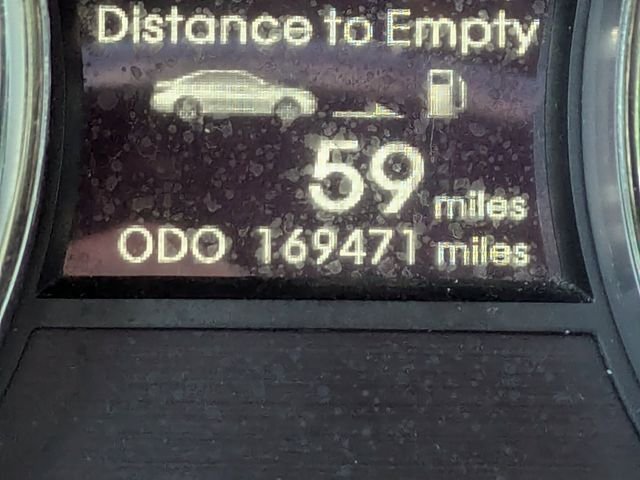 Distance to Empty
59 miles
ODO 169471 miles